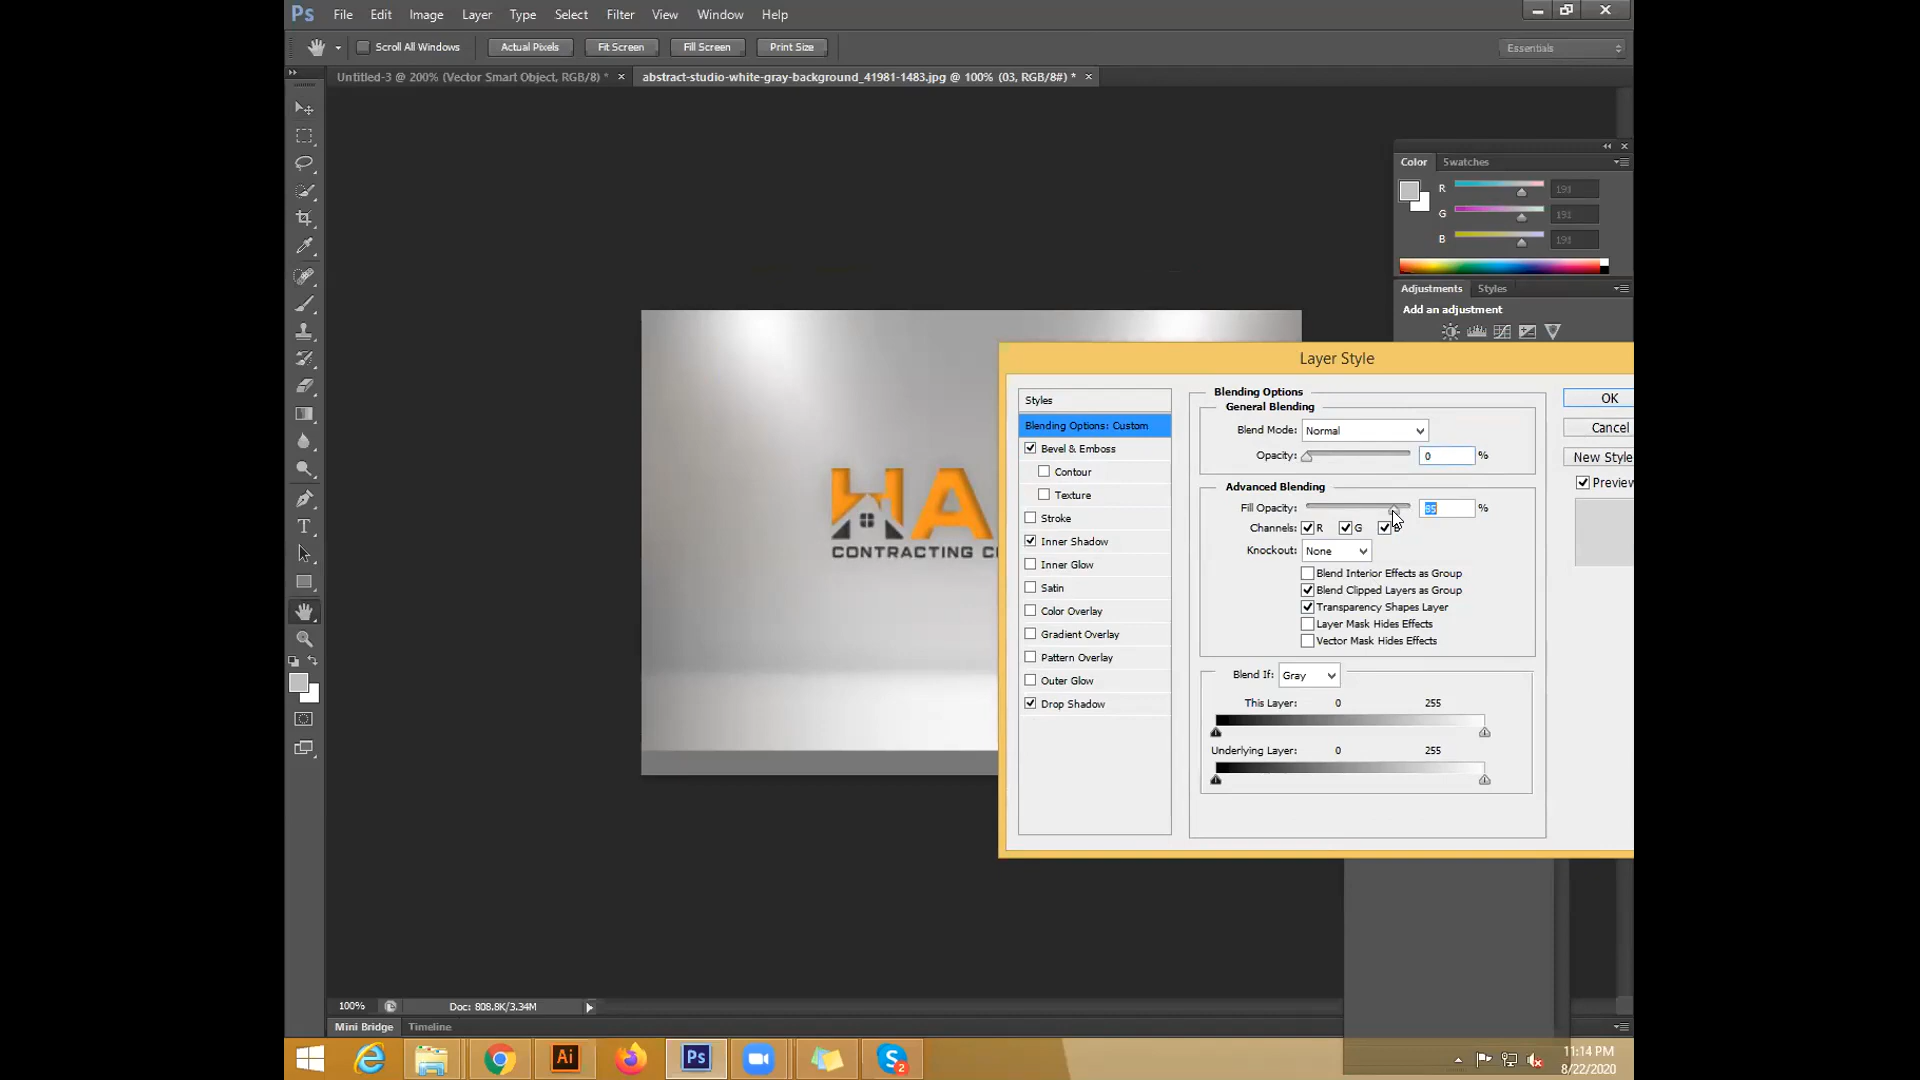 Ps File Edit Image Layer Type Select Filter View Window Help
Scroll All Windows Actual Pixels Fit Screen Fill Screen Print Size Essentials
Untitled-3 @ 200% (Vector Smart Object, RGB/8) * × abstract-studio-white-gray-background_41981-1483.jpg @ 100% (03, RGB/8#) * ×
Color Swatches
R 191
G 191
B 191
Adjustments Styles
Add an adjustment
HA
CONTRACTING C
Layer Style
Styles
Blending Options: Custom
Bevel & Emboss
Contour
Texture
Stroke
Inner Shadow
Inner Glow
Satin
Color Overlay
Gradient Overlay
Pattern Overlay
Outer Glow
Drop Shadow
Blending Options
General Blending
Blend Mode: Normal
Opacity: 0 %
Advanced Blending
Fill Opacity: 85 %
Channels: R G B
Knockout: None
Blend Interior Effects as Group
Blend Clipped Layers as Group
Transparency Shapes Layer
Layer Mask Hides Effects
Vector Mask Hides Effects
Blend If: Gray
This Layer: 0 255
Underlying Layer: 0 255
OK
Cancel
New Style
Preview
100% Doc: 808.8K/3.34M
Mini Bridge Timeline
Ai Ps 2
11:14 PM
8/22/2020